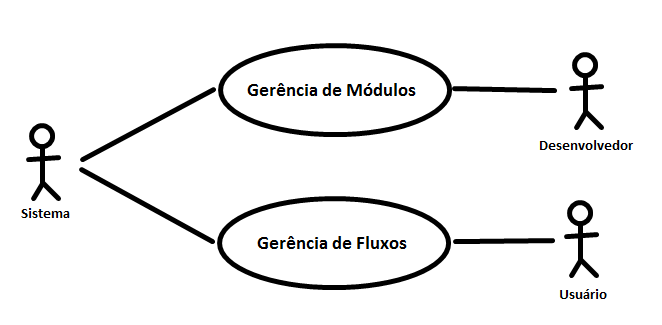 Gerência de Módulos
Desenvolvedor
Sistema
Gerência de Fluxos
Usuário